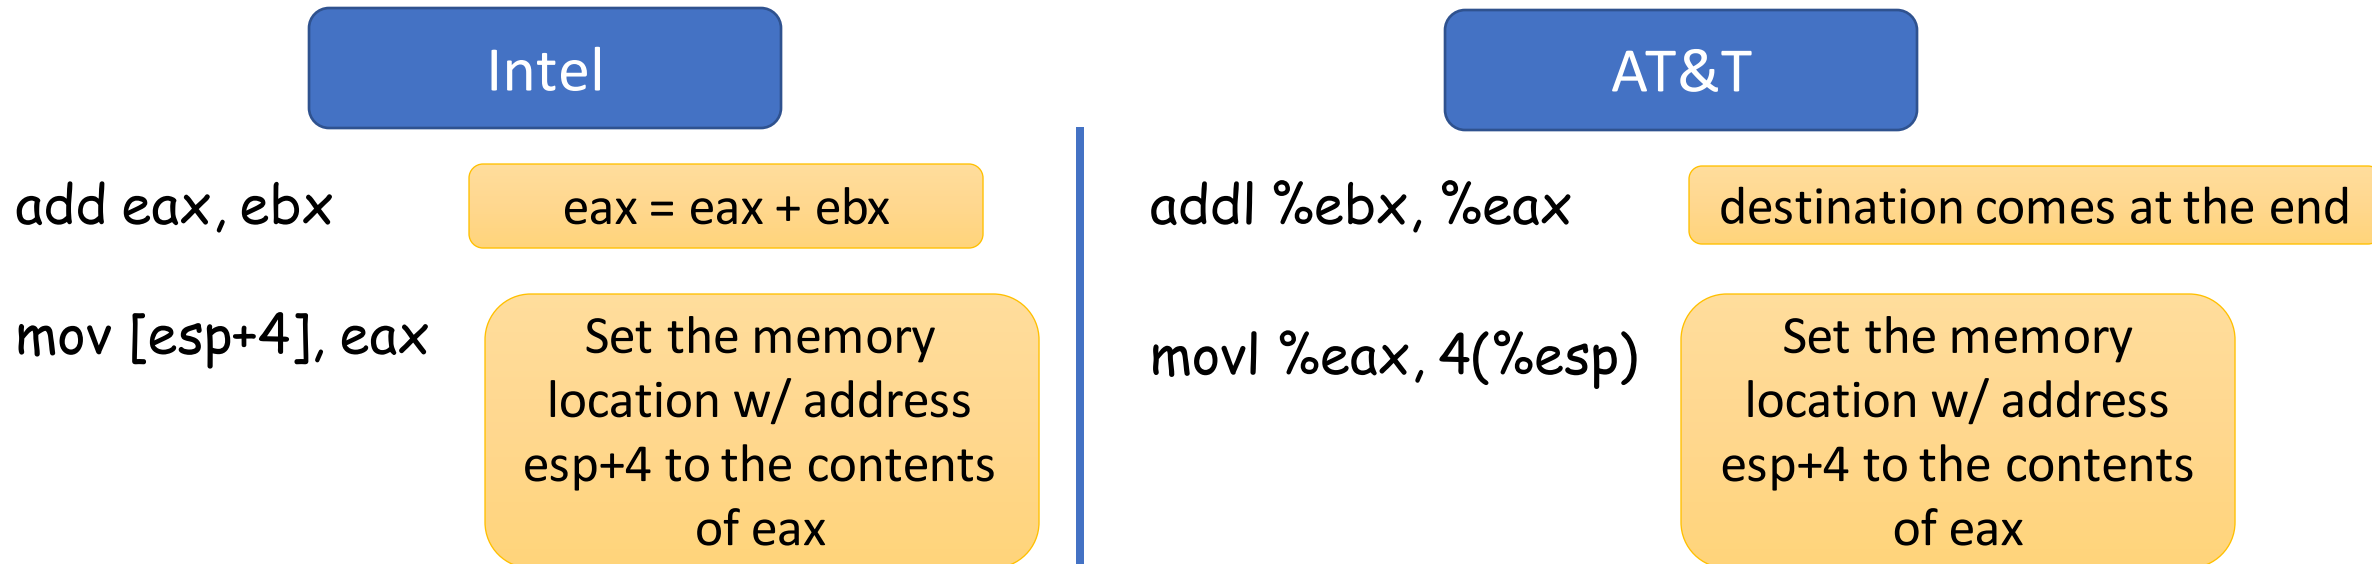 Intel
add eax, ebx
eax = eax + ebx
mov [esp+4], eax
Set the memory
location w/ address
esp+4 to the contents
of eax
AT&T
addl %ebx, %eax
destination comes at the end
movl %eax, 4(%esp)
Set the memory
location w/ address
esp+4 to the contents
of eax